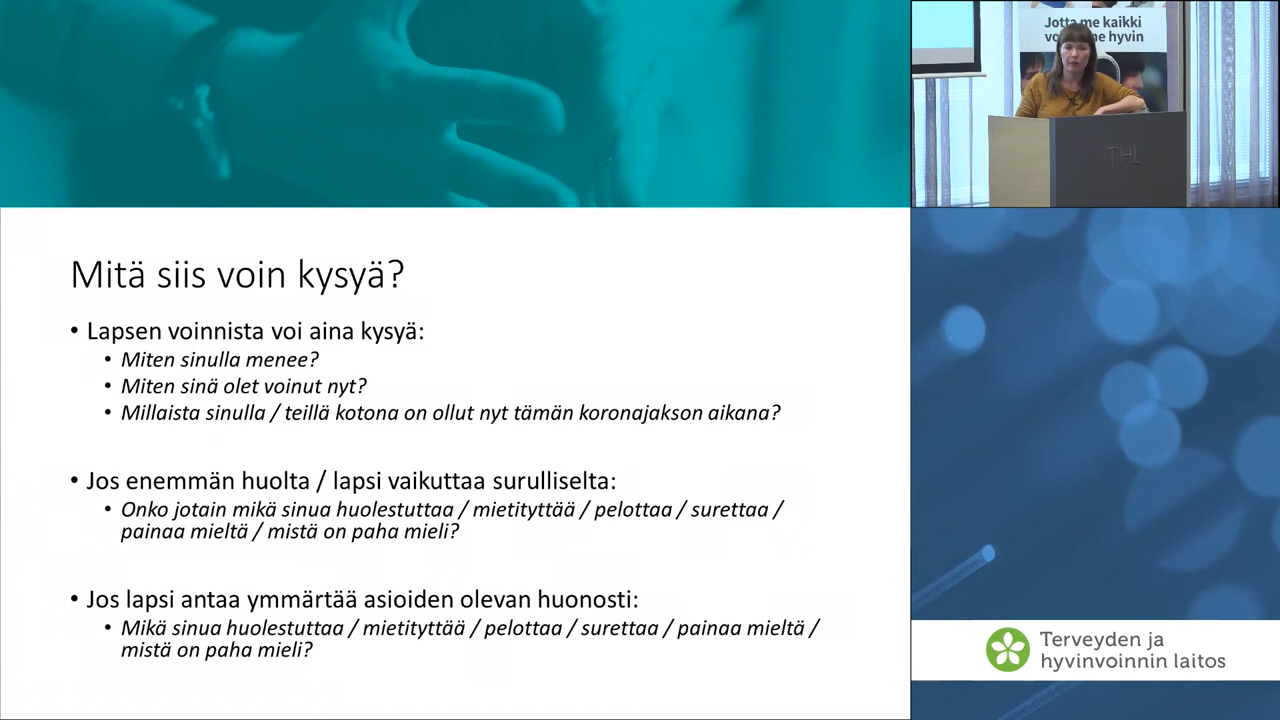 Mitä siis voin kysyä?
• Lapsen voinnista voi aina kysyä:
• Miten sinulla menee?
• Miten sinä olet voinut nyt?
• Millaista sinulla / teillä kotona on ollut nyt tämän koronajakson aikana?
• Jos enemmän huolta / lapsi vaikuttaa surulliselta:
• Onko jotain mikä sinua huolestuttaa / mietityttää / pelottaa / surettaa /
painaa mieltä / mistä on paha mieli?
• Jos lapsi antaa ymmärtää asioiden olevan huonosti:
• Mikä sinua huolestuttaa / mietityttää / pelottaa / surettaa / painaa mieltä /
mistä on paha mieli?
Jotta me kaikki
hyvin
THL
Terveyden ja
hyvinvoinnin laitos